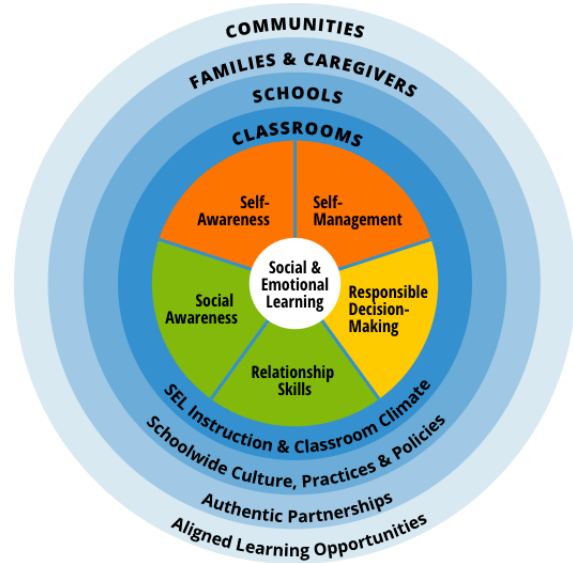 COMMUNITIES
FAMILIES & CAREGIVERS
SCHOOLS
CLASSROOMS
Self-
Awareness
Self-
Management
Social &
Emotional
Learning
Social
Awareness
Responsible
Decision-
Making
Relationship
Skills
SEL Instruction & Classroom Climate
Schoolwide Culture, Practices & Policies
Authentic Partnerships
Aligned Learning Opportunities